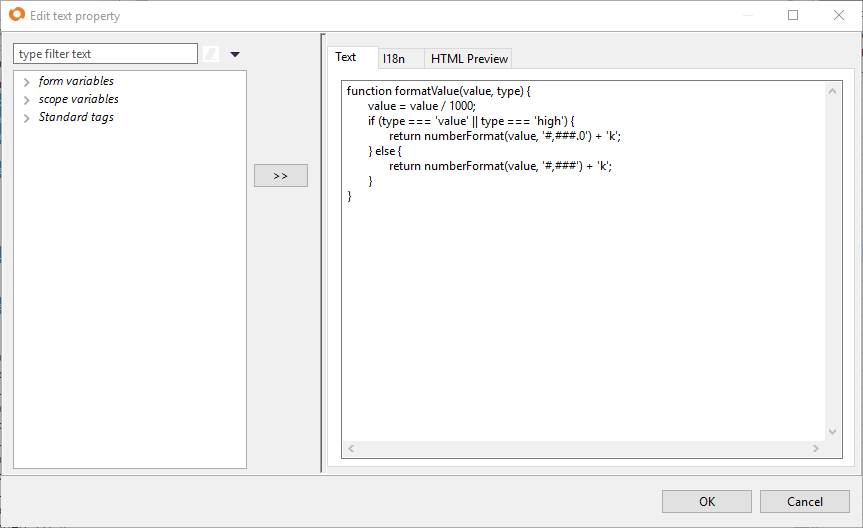 Edit text property
type filter text
form variables
scope variables
Standard tags
>>
Text
I18n
HTML Preview
function formatValue(value, type) {
value = value / 1000;
if (type === 'value' || type === 'high') {
return numberFormat(value, '#,###.0') + 'k';
} else {
return numberFormat(value, '#,###') + 'k';
}
}
OK
Cancel